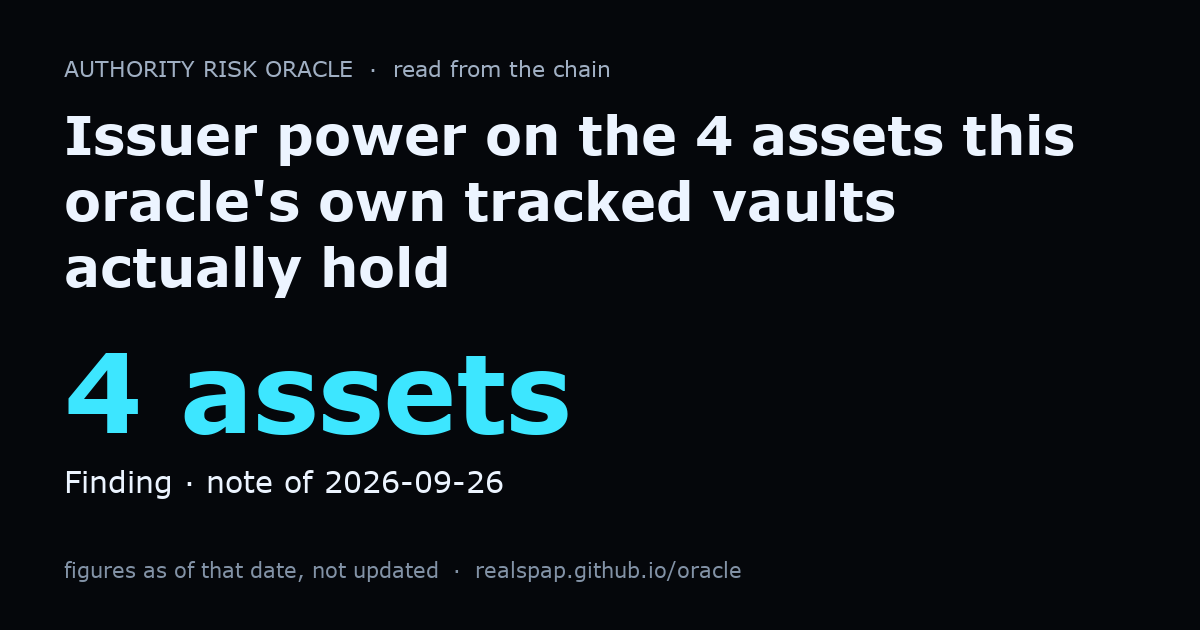 AUTHORITY RISK ORACLE · read from the chain
Issuer power on the 4 assets this
oracle's own tracked vaults
actually hold
4 assets
Finding · note of 2026-09-26
figures as of that date, not updated · realspap.github.io/oracle